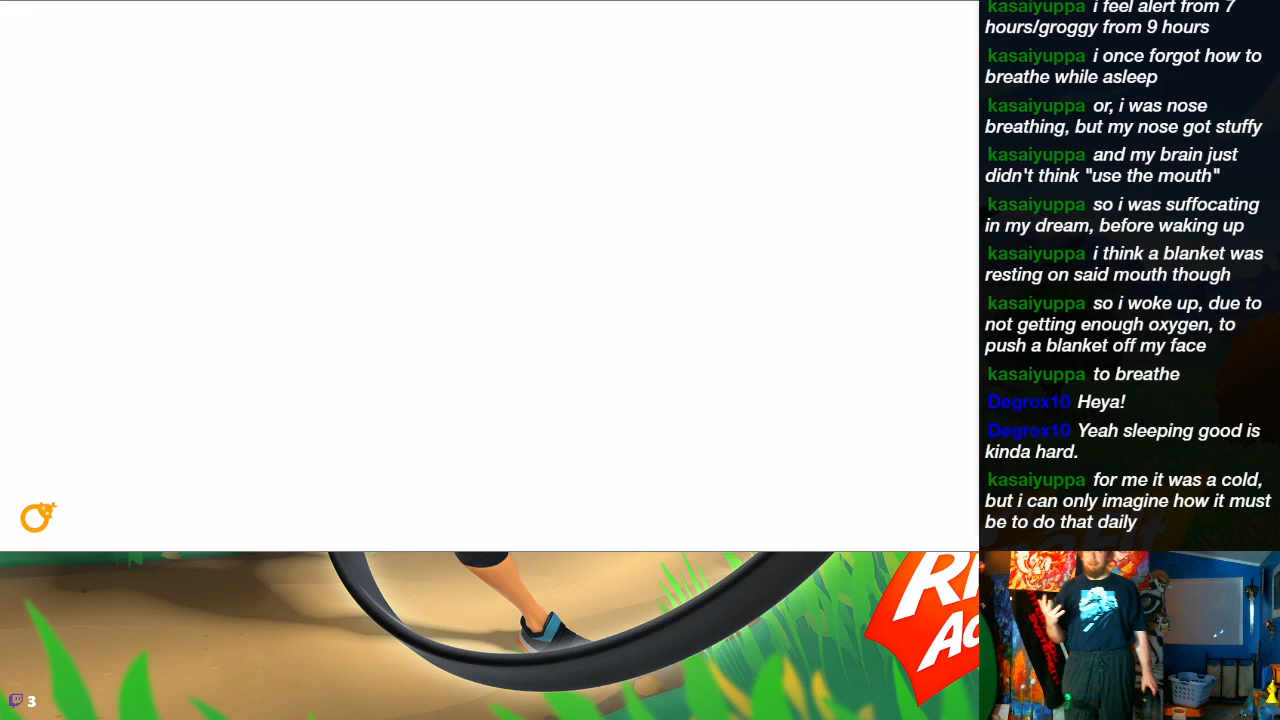 kasaiyuppa i feel alert from 7
hours/groggy from 9 hours
kasaiyuppa i once forgot how to
breathe while asleep
kasaiyuppa or, i was nose
breathing, but my nose got stuffy
kasaiyuppa and my brain just
didn't think "use the mouth"
kasaiyuppa so i was suffocating
in my dream, before waking up
kasaiyuppa i think a blanket was
resting on said mouth though
kasaiyuppa so i woke up, due to
not getting enough oxygen, to
push a blanket off my face
kasaiyuppa to breathe
Degrox10 Heya!
Degrox10 Yeah sleeping good is
kinda hard.
kasaiyuppa for me it was a cold,
but i can only imagine how it must
be to do that daily
3